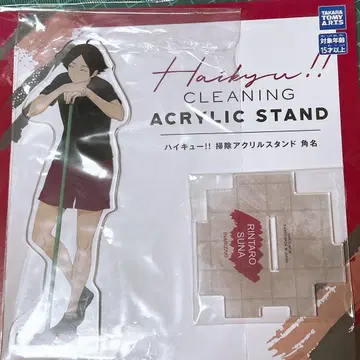 TAKARA TOMY
ARTS
対象年齢
15才以上
Haikyu!!
CLEANING
ACRYLIC STAND
ハイキュー!! 掃除アクリルスタンド 角名
RINTARO
SUNA